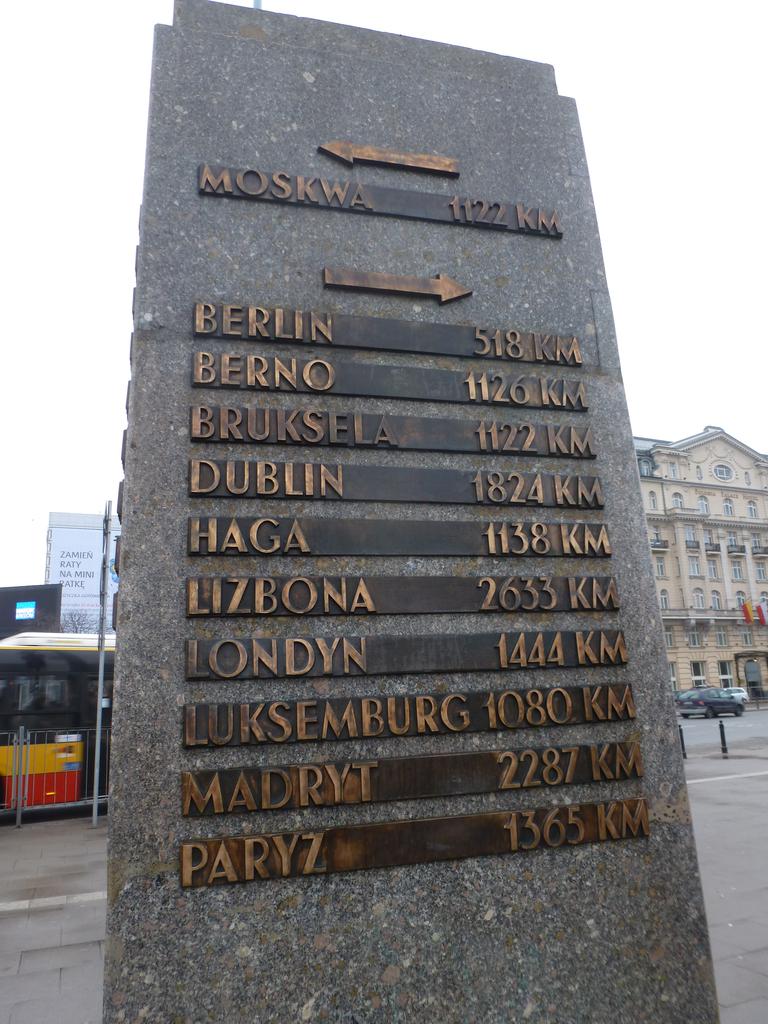 MOSKWA 1122 KM
BERLIN 518 KM
BERNO 1126 KM
BRUKSELA 1122 KM
DUBLIN 1824 KM
HAGA 1138 KM
LIZBONA 2633 KM
LONDYN 1444 KM
LUKSEMBURG 1080 KM
MADRYT 2287 KM
PARYZ 1365 KM
ZAMIEŃ
RATY
NA MINI
RATKĘ